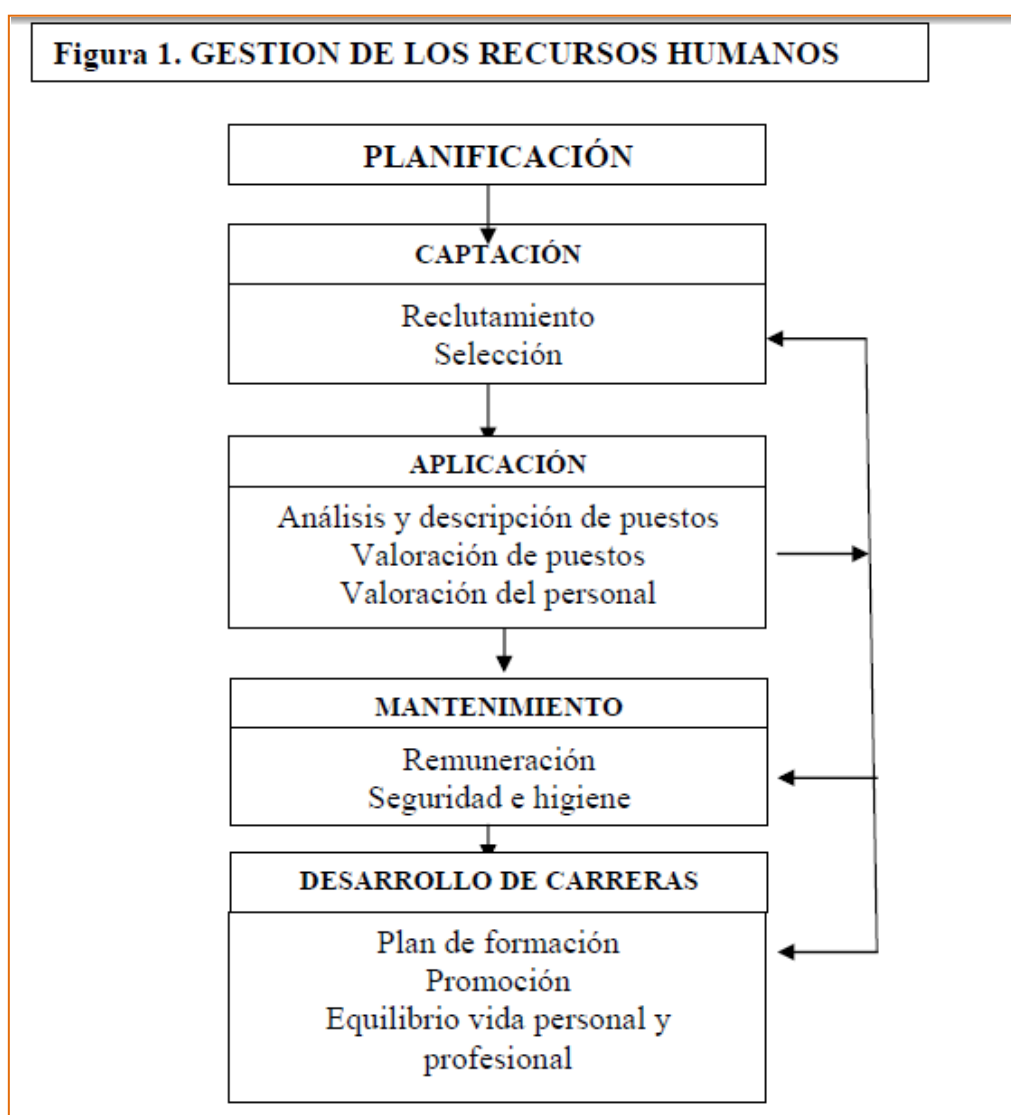 Figura 1. GESTION DE LOS RECURSOS HUMANOS
PLANIFICACIÓN
CAPTACIÓN
Reclutamiento
Selección
APLICACIÓN
Análisis y descripción de puestos
Valoración de puestos
Valoración del personal
MANTENIMIENTO
Remuneración
Seguridad e higiene
DESARROLLO DE CARRERAS
Plan de formación
Promoción
Equilibrio vida personal y
profesional